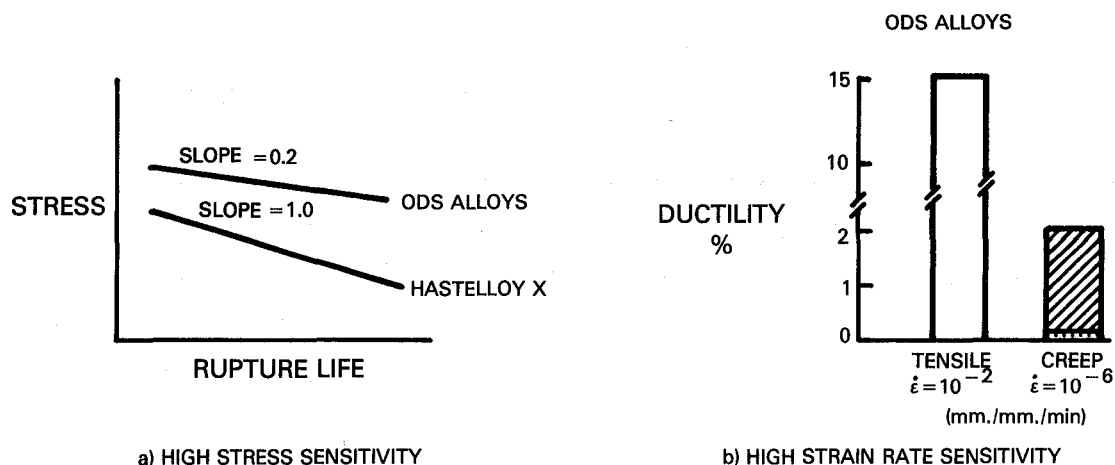 STRESS
SLOPE = 0.2
ODS ALLOYS
SLOPE = 1.0
HASTELLOY X
RUPTURE LIFE
a) HIGH STRESS SENSITIVITY
ODS ALLOYS
DUCTILITY
%
15
10
2
1
0
TENSILE
ε̇=10⁻²
CREEP
ε̇=10⁻⁶
(mm./mm./min)
b) HIGH STRAIN RATE SENSITIVITY